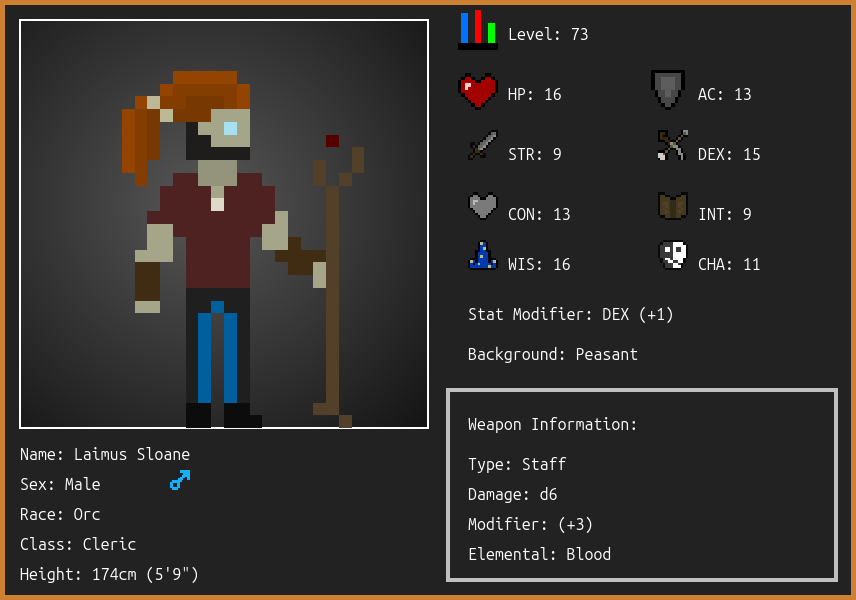 Level: 73
HP: 16
AC: 13
STR: 9
DEX: 15
CON: 13
INT: 9
WIS: 16
CHA: 11
Stat Modifier: DEX (+1)
Background: Peasant
Weapon Information:
Type: Staff
Damage: d6
Modifier: (+3)
Elemental: Blood
Name: Laimus Sloane
Sex: Male
Race: Orc
Class: Cleric
Height: 174cm (5'9")